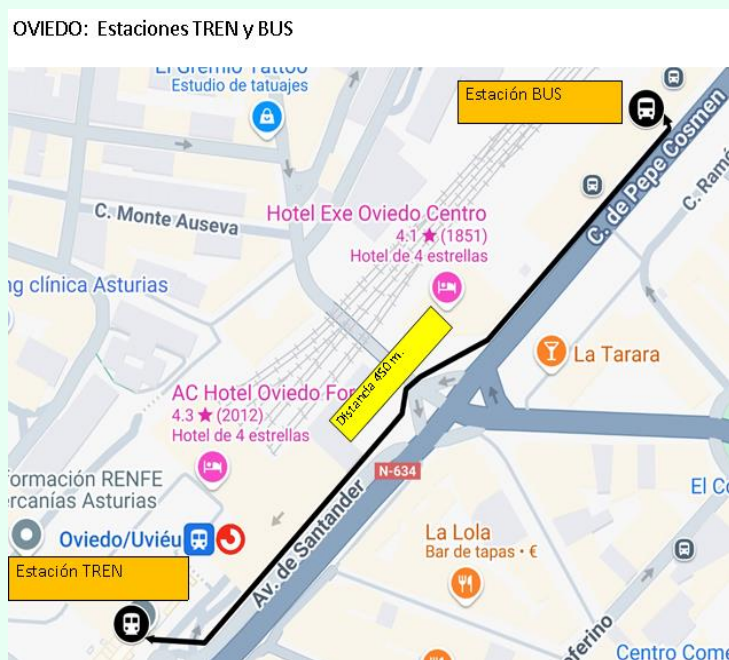 OVIEDO: Estaciones TREN y BUS
El Gremio Tattoo
Estudio de tatuajes
Estación BUS
C. de Pepe Cosmen
C. Monte Auseva
C. Ramó
Hotel Exe Oviedo Centro
4.1 ★ (1851)
Hotel de 4 estrellas
ng clínica Asturias
La Tarara
Distancia 450 m.
AC Hotel Oviedo For
4.3 ★ (2012)
Hotel de 4 estrellas
N-634
formación RENFE
ercanías Asturias
El Co
Av. de Santander
Oviedo/Uviéu
La Lola
Bar de tapas • €
Estación TREN
eferino
Centro Come